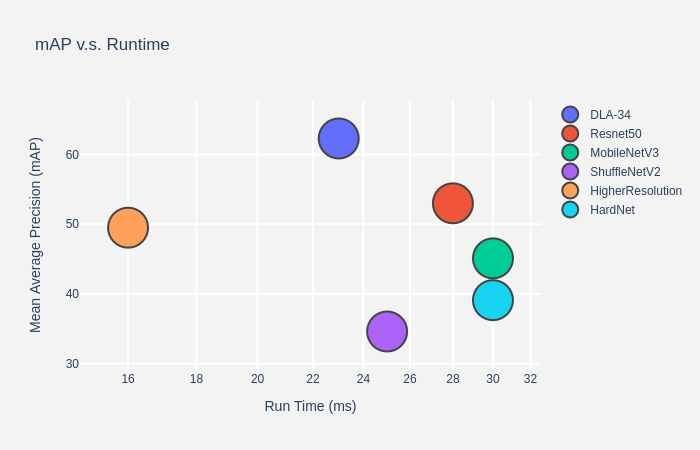 mAP v.s. Runtime
DLA-34
Resnet50
MobileNetV3
ShuffleNetV2
HigherResolution
HardNet
Mean Average Precision (mAP)
60
50
40
30
16 18 20 22 24 26 28 30 32
Run Time (ms)